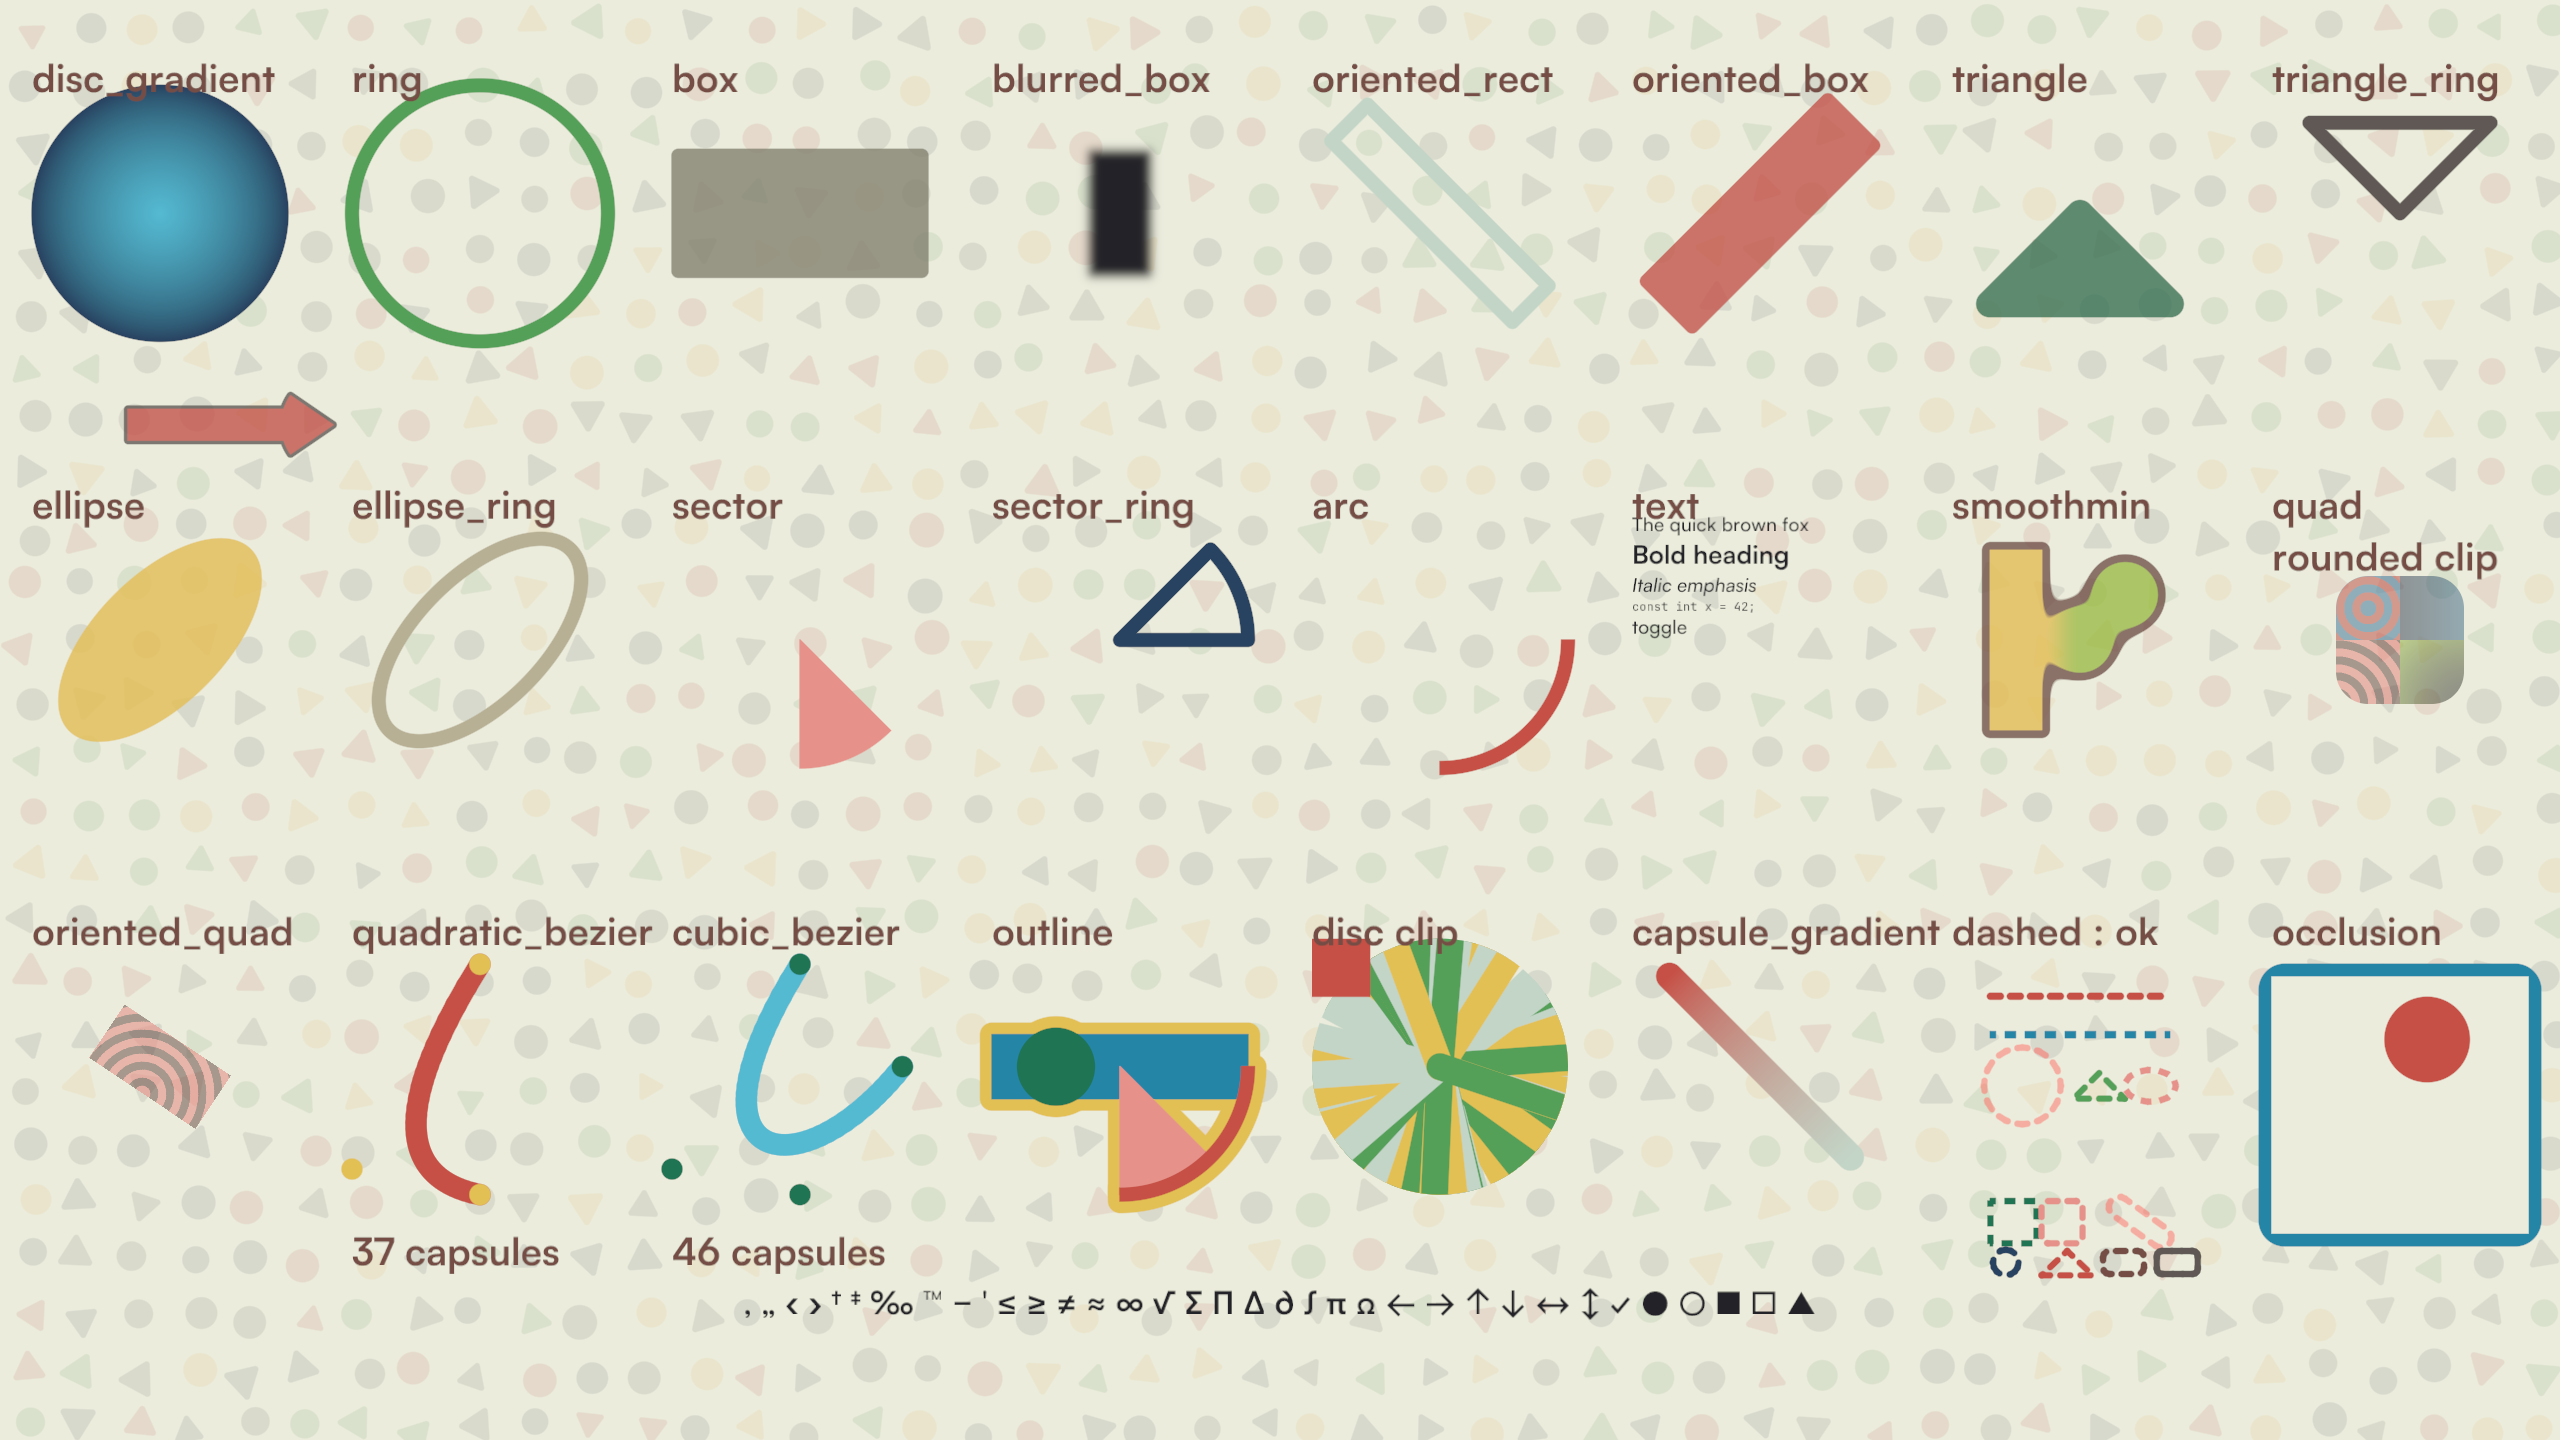 disc_gradient
ring
box
blurred_box
oriented_rect
oriented_box
triangle
triangle_ring
ellipse
ellipse_ring
sector
sector_ring
arc
text
The quick brown fox
Bold heading
Italic emphasis
const int x = 42;
toggle
smoothmin
quad
rounded clip
oriented_quad
quadratic_bezier
cubic_bezier
outline
disc clip
capsule_gradient
dashed : ok
occlusion
37 capsules
46 capsules
‚ „ ‹ › † ‡ ‰ ™ − ′ ≤ ≥ ≠ ≈ ∞ √ Σ Π Δ ∂ ∫ π Ω ← → ↑ ↓ ↔ ↕ ✓ ● ○ ■ □ ▲